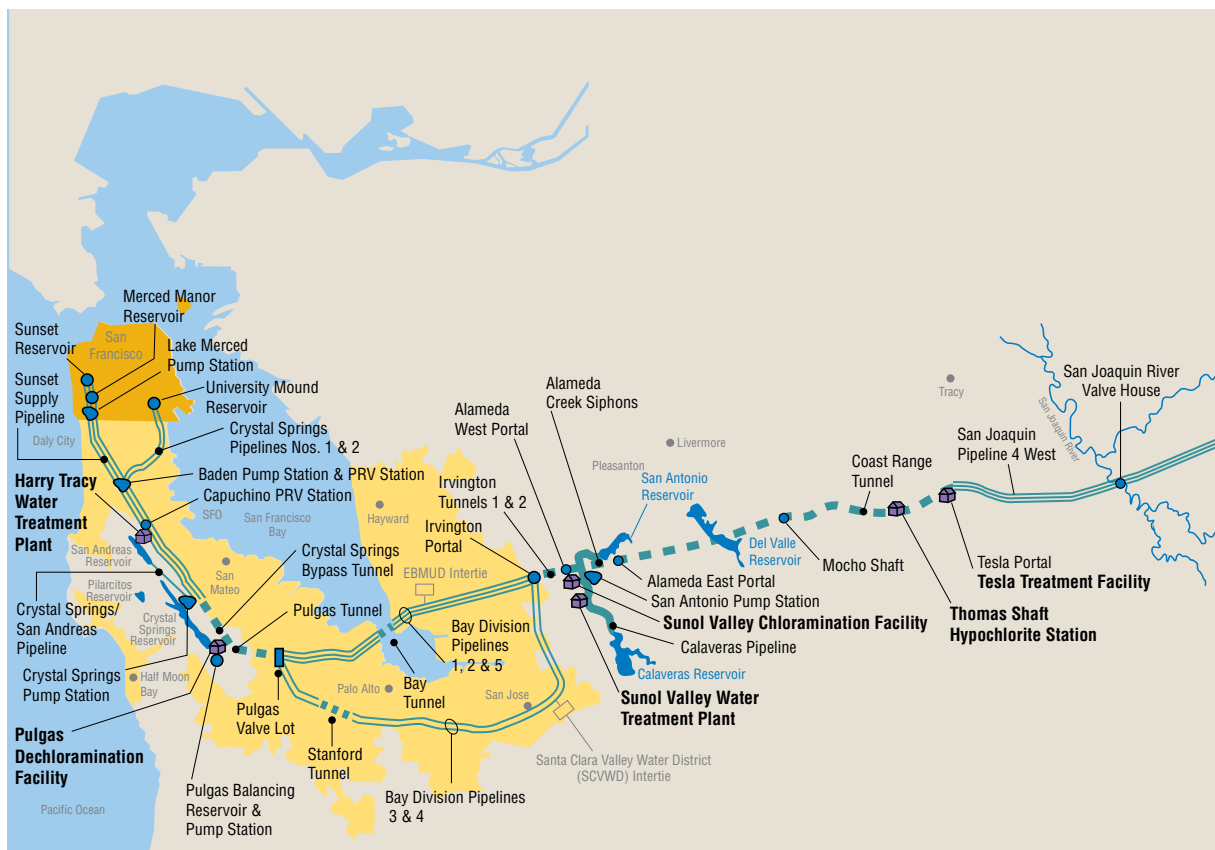 Merced Manor
Reservoir
Sunset
Reservoir
San
Francisco
Lake Merced
Pump Station
Sunset
Supply
Pipeline
University Mound
Reservoir
Daly City
Crystal Springs
Pipelines Nos. 1 & 2
Harry Tracy
Water
Treatment
Plant
Baden Pump Station & PRV Station
Capuchino PRV Station
SFO
San Francisco
Bay
Hayward
San Andreas
Reservoir
Pilarcitos
Reservoir
San
Mateo
Crystal Springs
Bypass Tunnel
EBMUD Intertie
Crystal Springs/
San Andreas
Pipeline
Crystal
Springs
Reservoir
Pulgas Tunnel
Crystal Springs
Pump Station
Half Moon
Bay
Pulgas
Dechloramination
Facility
Pacific Ocean
Pulgas
Valve Lot
Pulgas Balancing
Reservoir &
Pump Station
Stanford
Tunnel
Palo Alto
Bay
Tunnel
Bay Division
Pipelines
1, 2 & 5
San Jose
Bay Division Pipelines
3 & 4
Santa Clara Valley Water District
(SCVWD) Intertie
Irvington
Tunnels 1 & 2
Irvington
Portal
Alameda
West Portal
Alameda
Creek Siphons
Livermore
Pleasanton
San Antonio
Reservoir
Del Valle
Reservoir
Alameda East Portal
San Antonio Pump Station
Sunol Valley Chloramination Facility
Calaveras Pipeline
Calaveras Reservoir
Sunol Valley Water
Treatment Plant
Mocho Shaft
Coast Range
Tunnel
Thomas Shaft
Hypochlorite Station
Tesla Portal
Tesla Treatment Facility
Tracy
San Joaquin
Pipeline 4 West
San Joaquin River
San Joaquin River
Valve House